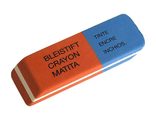 BLEISTIFT
CRAYON
MATITA
TINTE
ENCRE
INCHIOS.